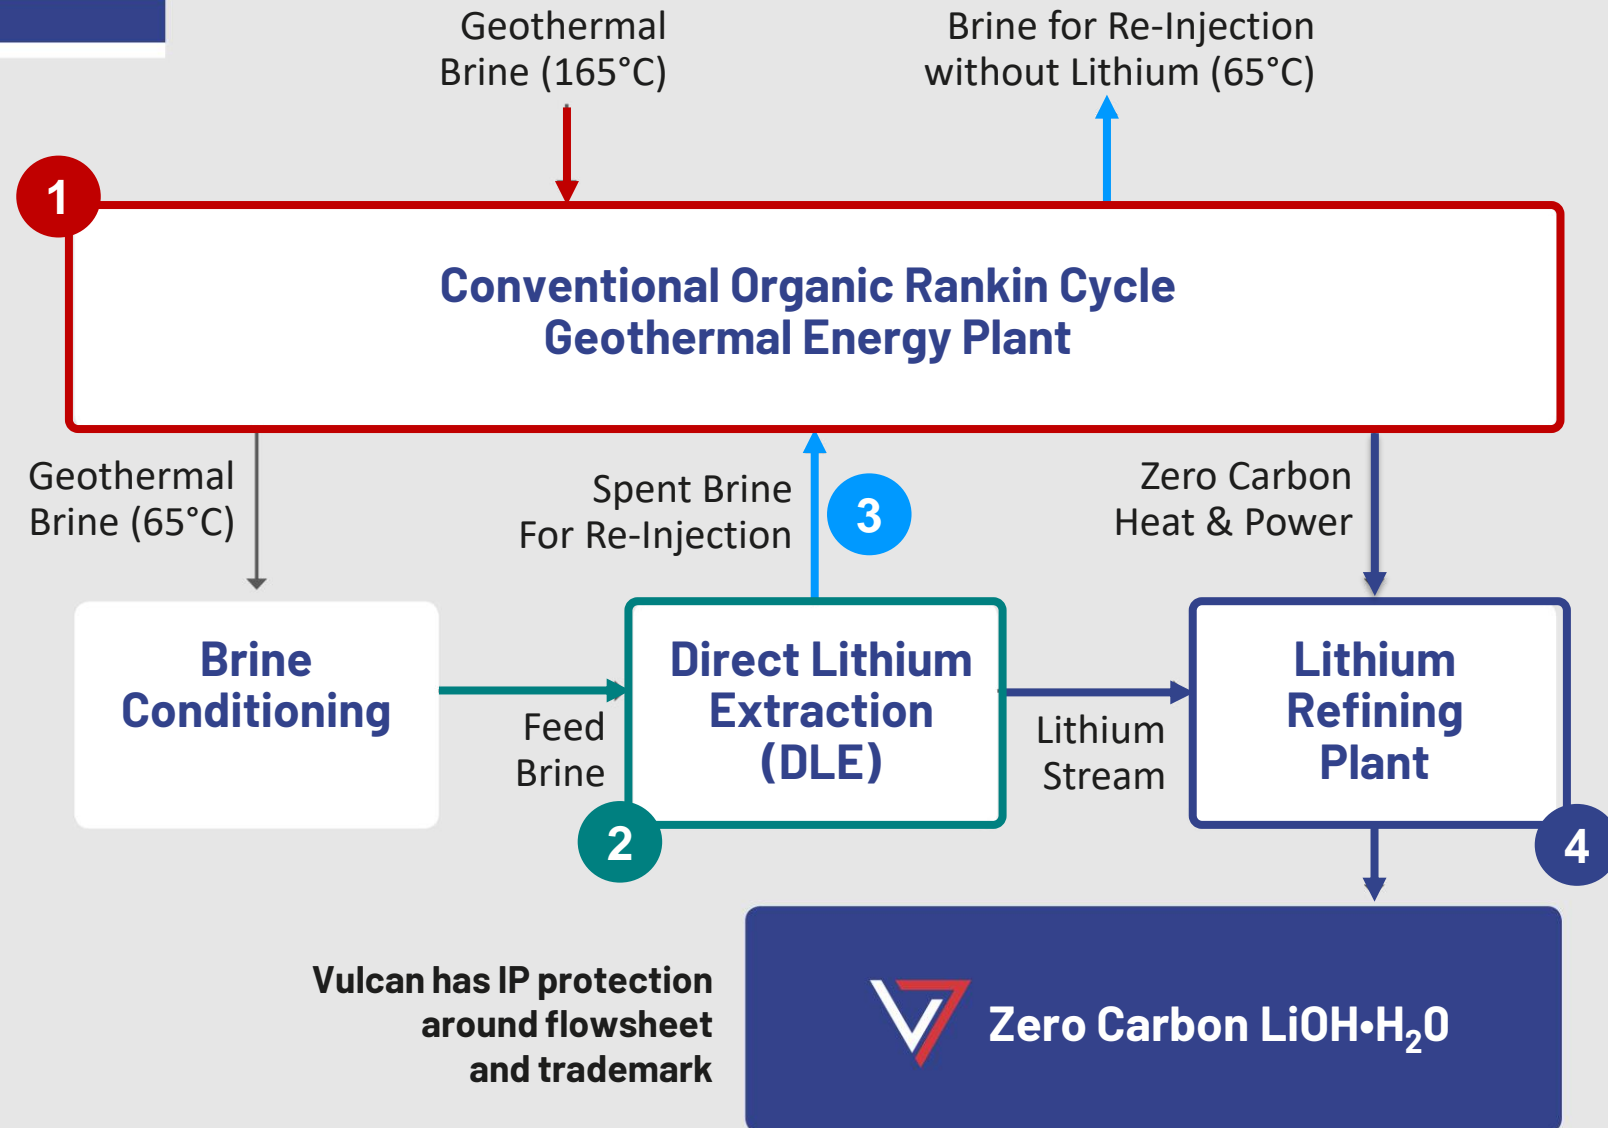 Geothermal
Brine (165°C)
Brine for Re-Injection
without Lithium (65°C)
1
Conventional Organic Rankin Cycle
Geothermal Energy Plant
Geothermal
Brine (65°C)
Spent Brine
For Re-Injection
3
Zero Carbon
Heat & Power
Brine
Conditioning
Feed
Brine
Direct Lithium
Extraction
(DLE)
2
Lithium
Stream
Lithium
Refining
Plant
4
Vulcan has IP protection
around flowsheet
and trademark
Zero Carbon LiOH•H₂0